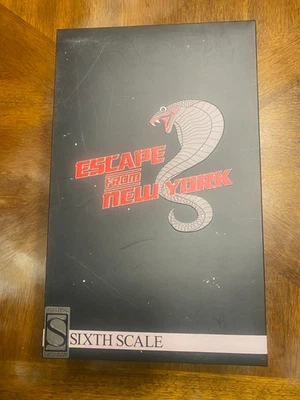 ESCAPE
FROM
NEW YORK
S
SIXTH SCALE